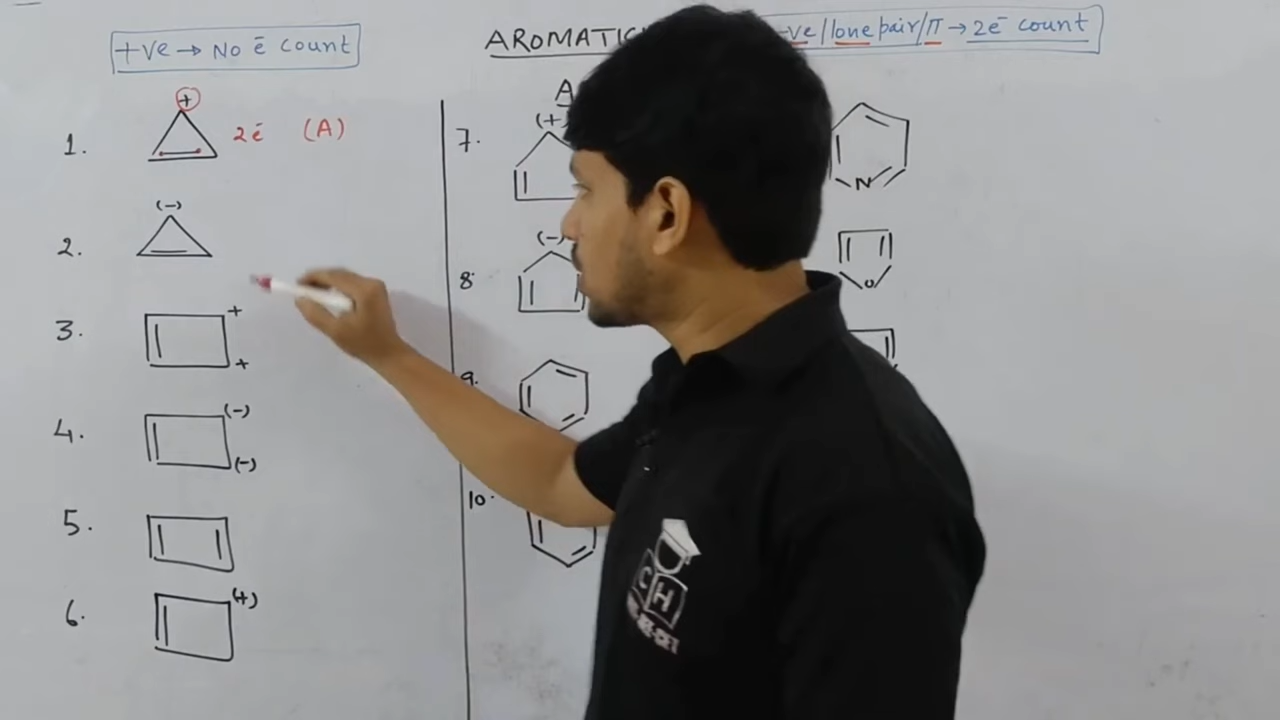 +ve → No ē count
AROMATIC
ve/lone pair/π → 2ē count
A
1.
+
2ē (A)
2.
(-)
3.
+
+
4.
(-)
(-)
5.
6.
(+)
7.
(+)
8.
(-)
9.
10.
N
O
C H